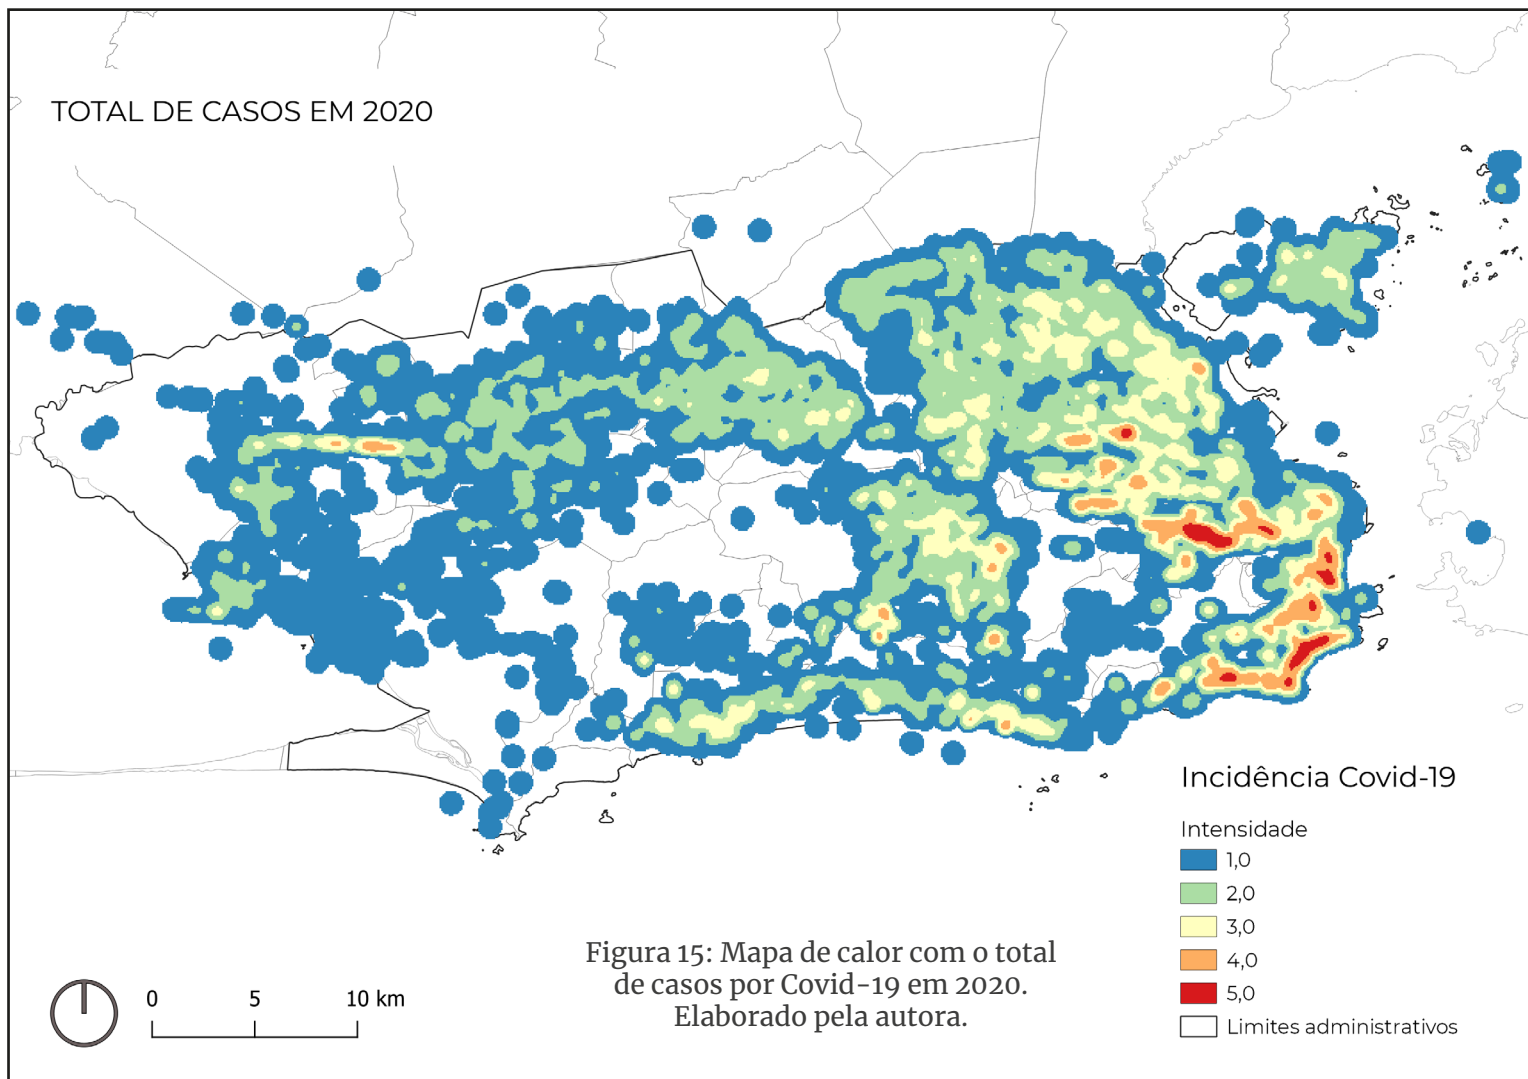 TOTAL DE CASOS EM 2020
Incidência Covid-19
Intensidade
1,0
2,0
3,0
4,0
5,0
Limites administrativos
0 5 10 km
Figura 15: Mapa de calor com o total
de casos por Covid-19 em 2020.
Elaborado pela autora.